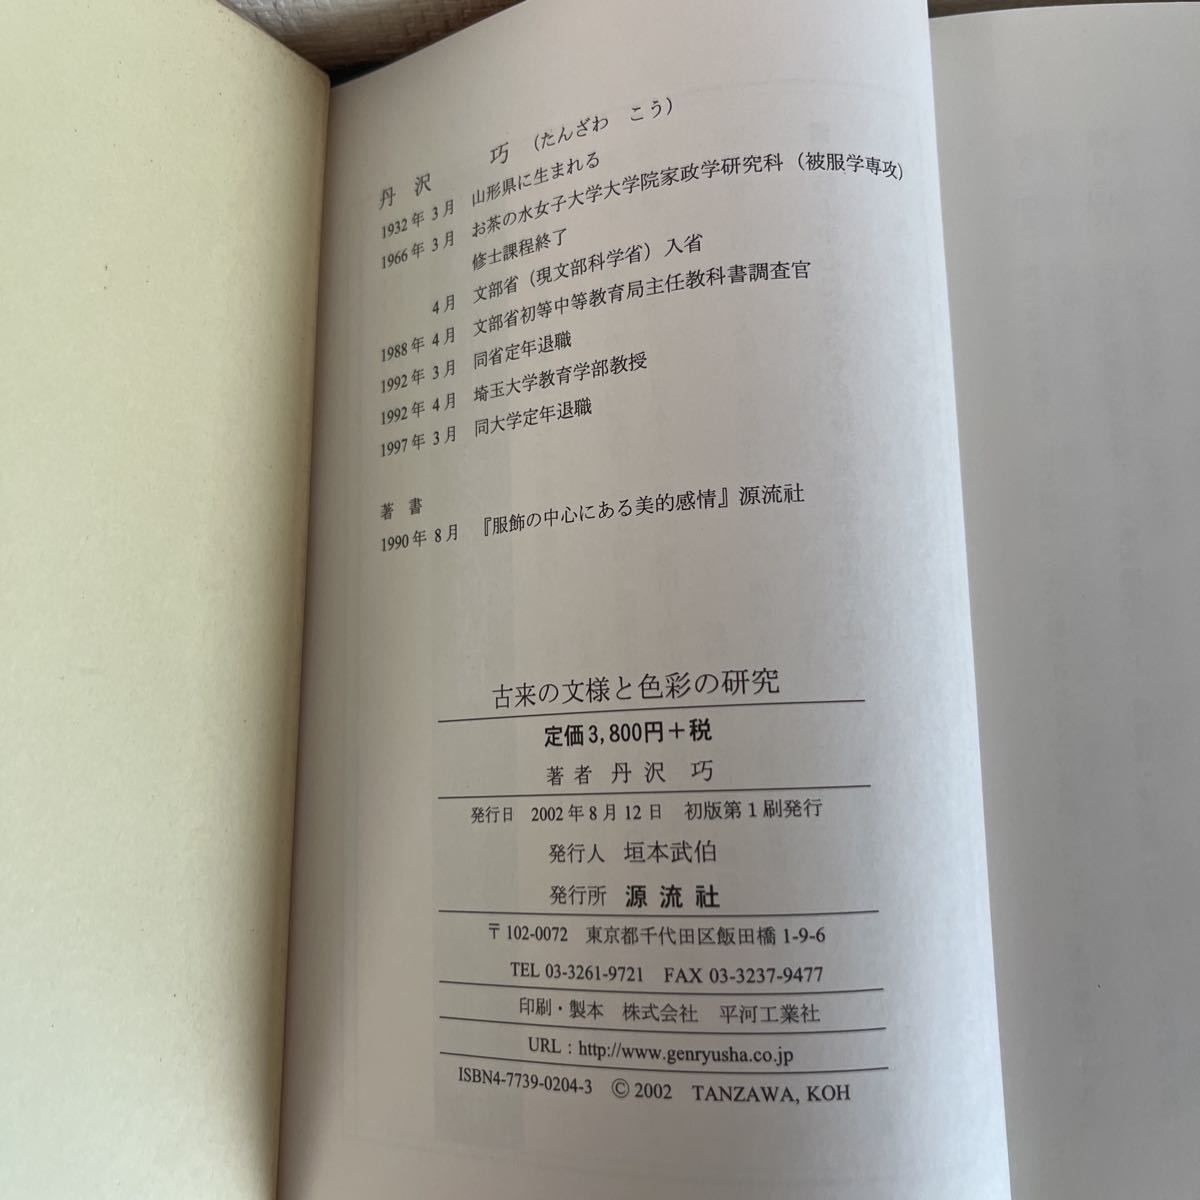 丹沢　巧 (たんざわ　こう)
1932年 3月 山形県に生まれる
1966年 3月 お茶の水女子大学大学院家政学研究科 (被服学専攻)
修士課程終了
4月 文部省 (現文部科学省) 入省
1988年 4月 文部省初等中等教育局主任教科書調査官
1992年 3月 同省定年退職
1992年 4月 埼玉大学教育学部教授
1997年 3月 同大学定年退職
著書
1990年 8月 『服飾の中心にある美的感情』源流社
古来の文様と色彩の研究
定価3,800円+税
著者 丹沢　巧
発行日 2002年8月12日 初版第1刷発行
発行人 垣本武伯
発行所 源流社
〒102-0072 東京都千代田区飯田橋1-9-6
TEL 03-3261-9721 FAX 03-3237-9477
印刷・製本 株式会社 平河工業社
URL : http://www.genryusha.co.jp
ISBN4-7739-0204-3 © 2002 TANZAWA, KOH